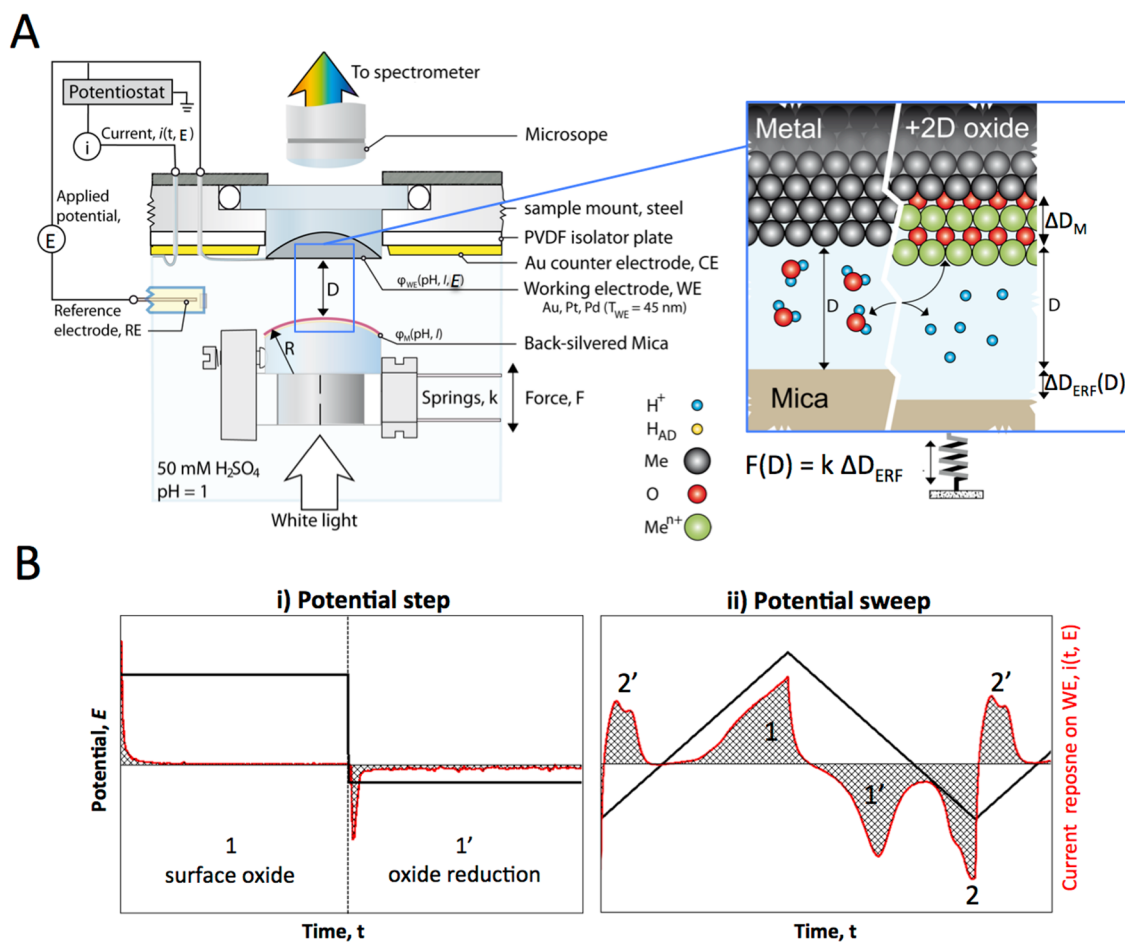 A
To spectrometer
Potentiostat
Current, i(t, E)
i
Microsope
Applied
potential,
E
sample mount, steel
PVDF isolator plate
Au counter electrode, CE
φWE(pH, I, E)
Working electrode, WE
Au, Pt, Pd (TWE = 45 nm)
D
Reference
electrode, RE
φM(pH, I)
Back-silvered Mica
R
Springs, k
Force, F
50 mM H2SO4
pH = 1
White light
Metal
+2D oxide
ΔDM
D
D
Mica
ΔDERF(D)
H+
HAD
Me
O
Men+
F(D) = k ΔDERF
B
i) Potential step
ii) Potential sweep
Potential, E
1
surface oxide
1'
oxide reduction
Time, t
2'
1
1'
2
2'
Time, t
Current reposne on WE, i(t, E)